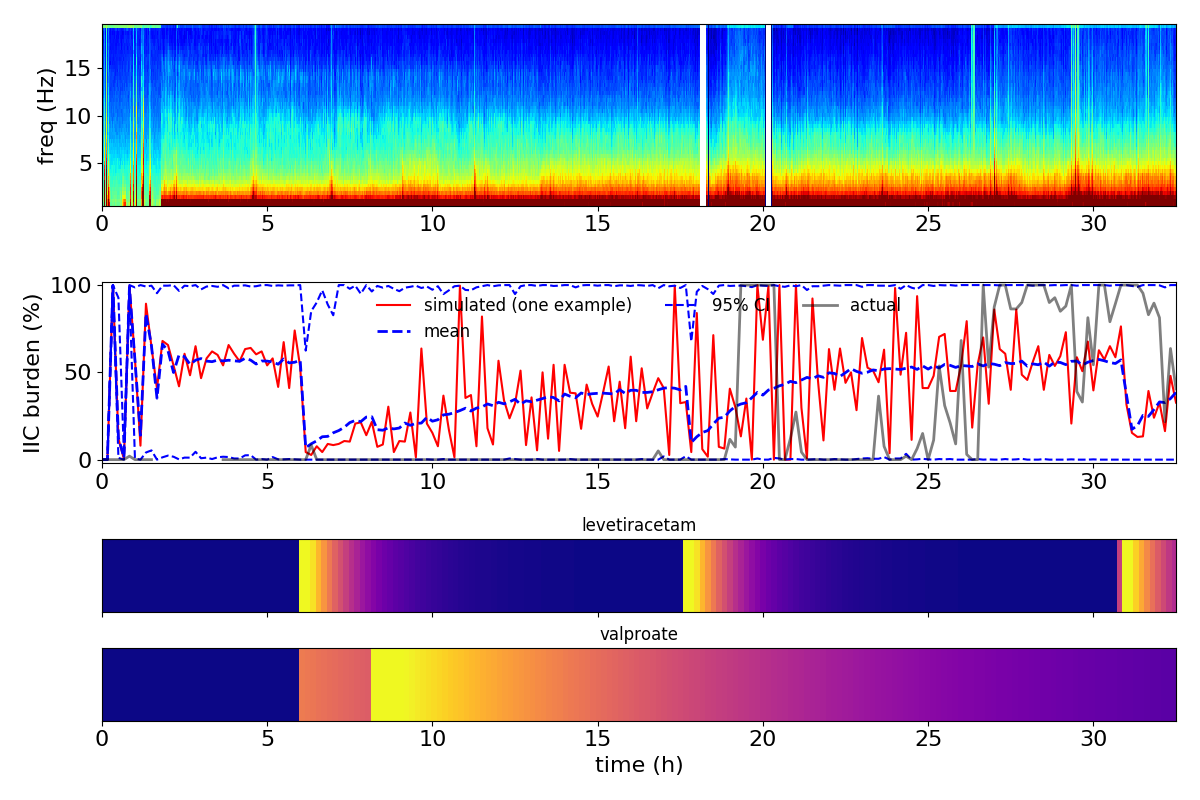 freq (Hz)
15
10
5
0 5 10 15 20 25 30
IIC burden (%)
100
50
0
simulated (one example) 95% CI actual
mean
0 5 10 15 20 25 30
levetiracetam
valproate
0 5 10 15 20 25 30
time (h)